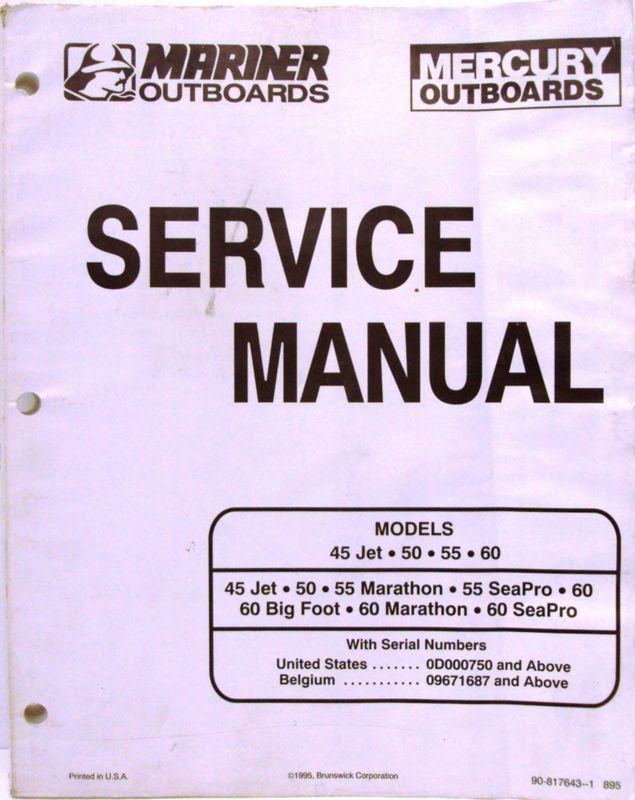 MARINER
OUTBOARDS
MERCURY
OUTBOARDS
SERVICE
MANUAL
MODELS
45 Jet • 50 • 55 • 60
45 Jet • 50 • 55 Marathon • 55 SeaPro • 60
60 Big Foot • 60 Marathon • 60 SeaPro
With Serial Numbers
United States ....... 0D000750 and Above
Belgium ........... 09671687 and Above
Printed in U.S.A.
©1995, Brunswick Corporation
90-817643--1 895